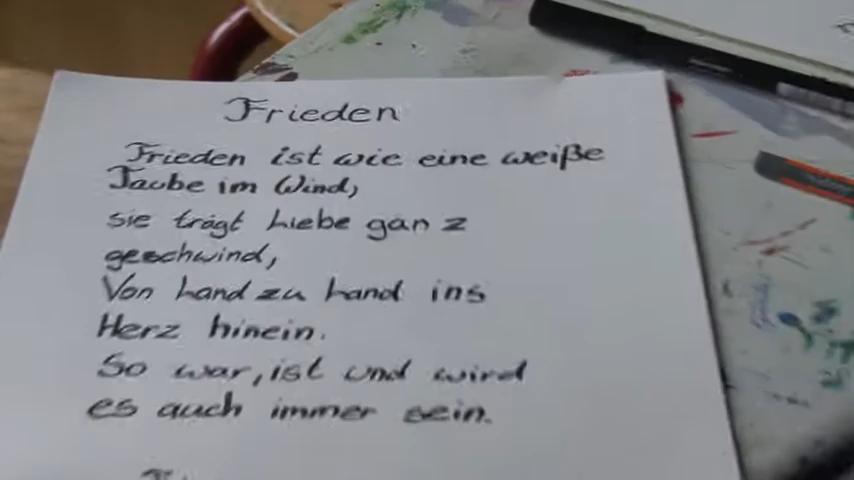 Frieden
Frieden ist wie eine weiße
Taube im Wind,
sie trägt Liebe ganz
geschwind,
Von hand zu hand ins
Herz hinein.
So war, ist und wird
es auch immer sein.